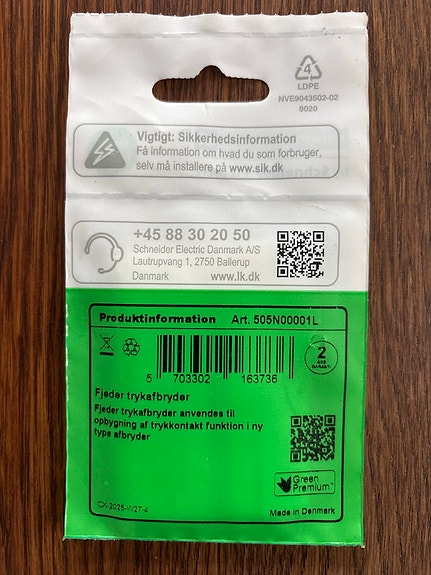 4
LDPE
NVE9043502-02
6020
Vigtigt: Sikkerhedsinformation
Få information om hvad du som forbruger,
selv må installere på www.sik.dk
+45 88 30 20 50
Schneider Electric Danmark A/S
Lautrupvang 1, 2750 Ballerup
Danmark www.lk.dk
Produktinformation Art. 505N00001L
2
ÅRS
GARANTI
5 703302 163736
Fjeder trykafbryder
Fjeder trykafbryder anvendes til
opbygning af trykkontakt funktion i ny
type afbryder
Green
Premium™
CX-2025-W27-4
Made in Denmark